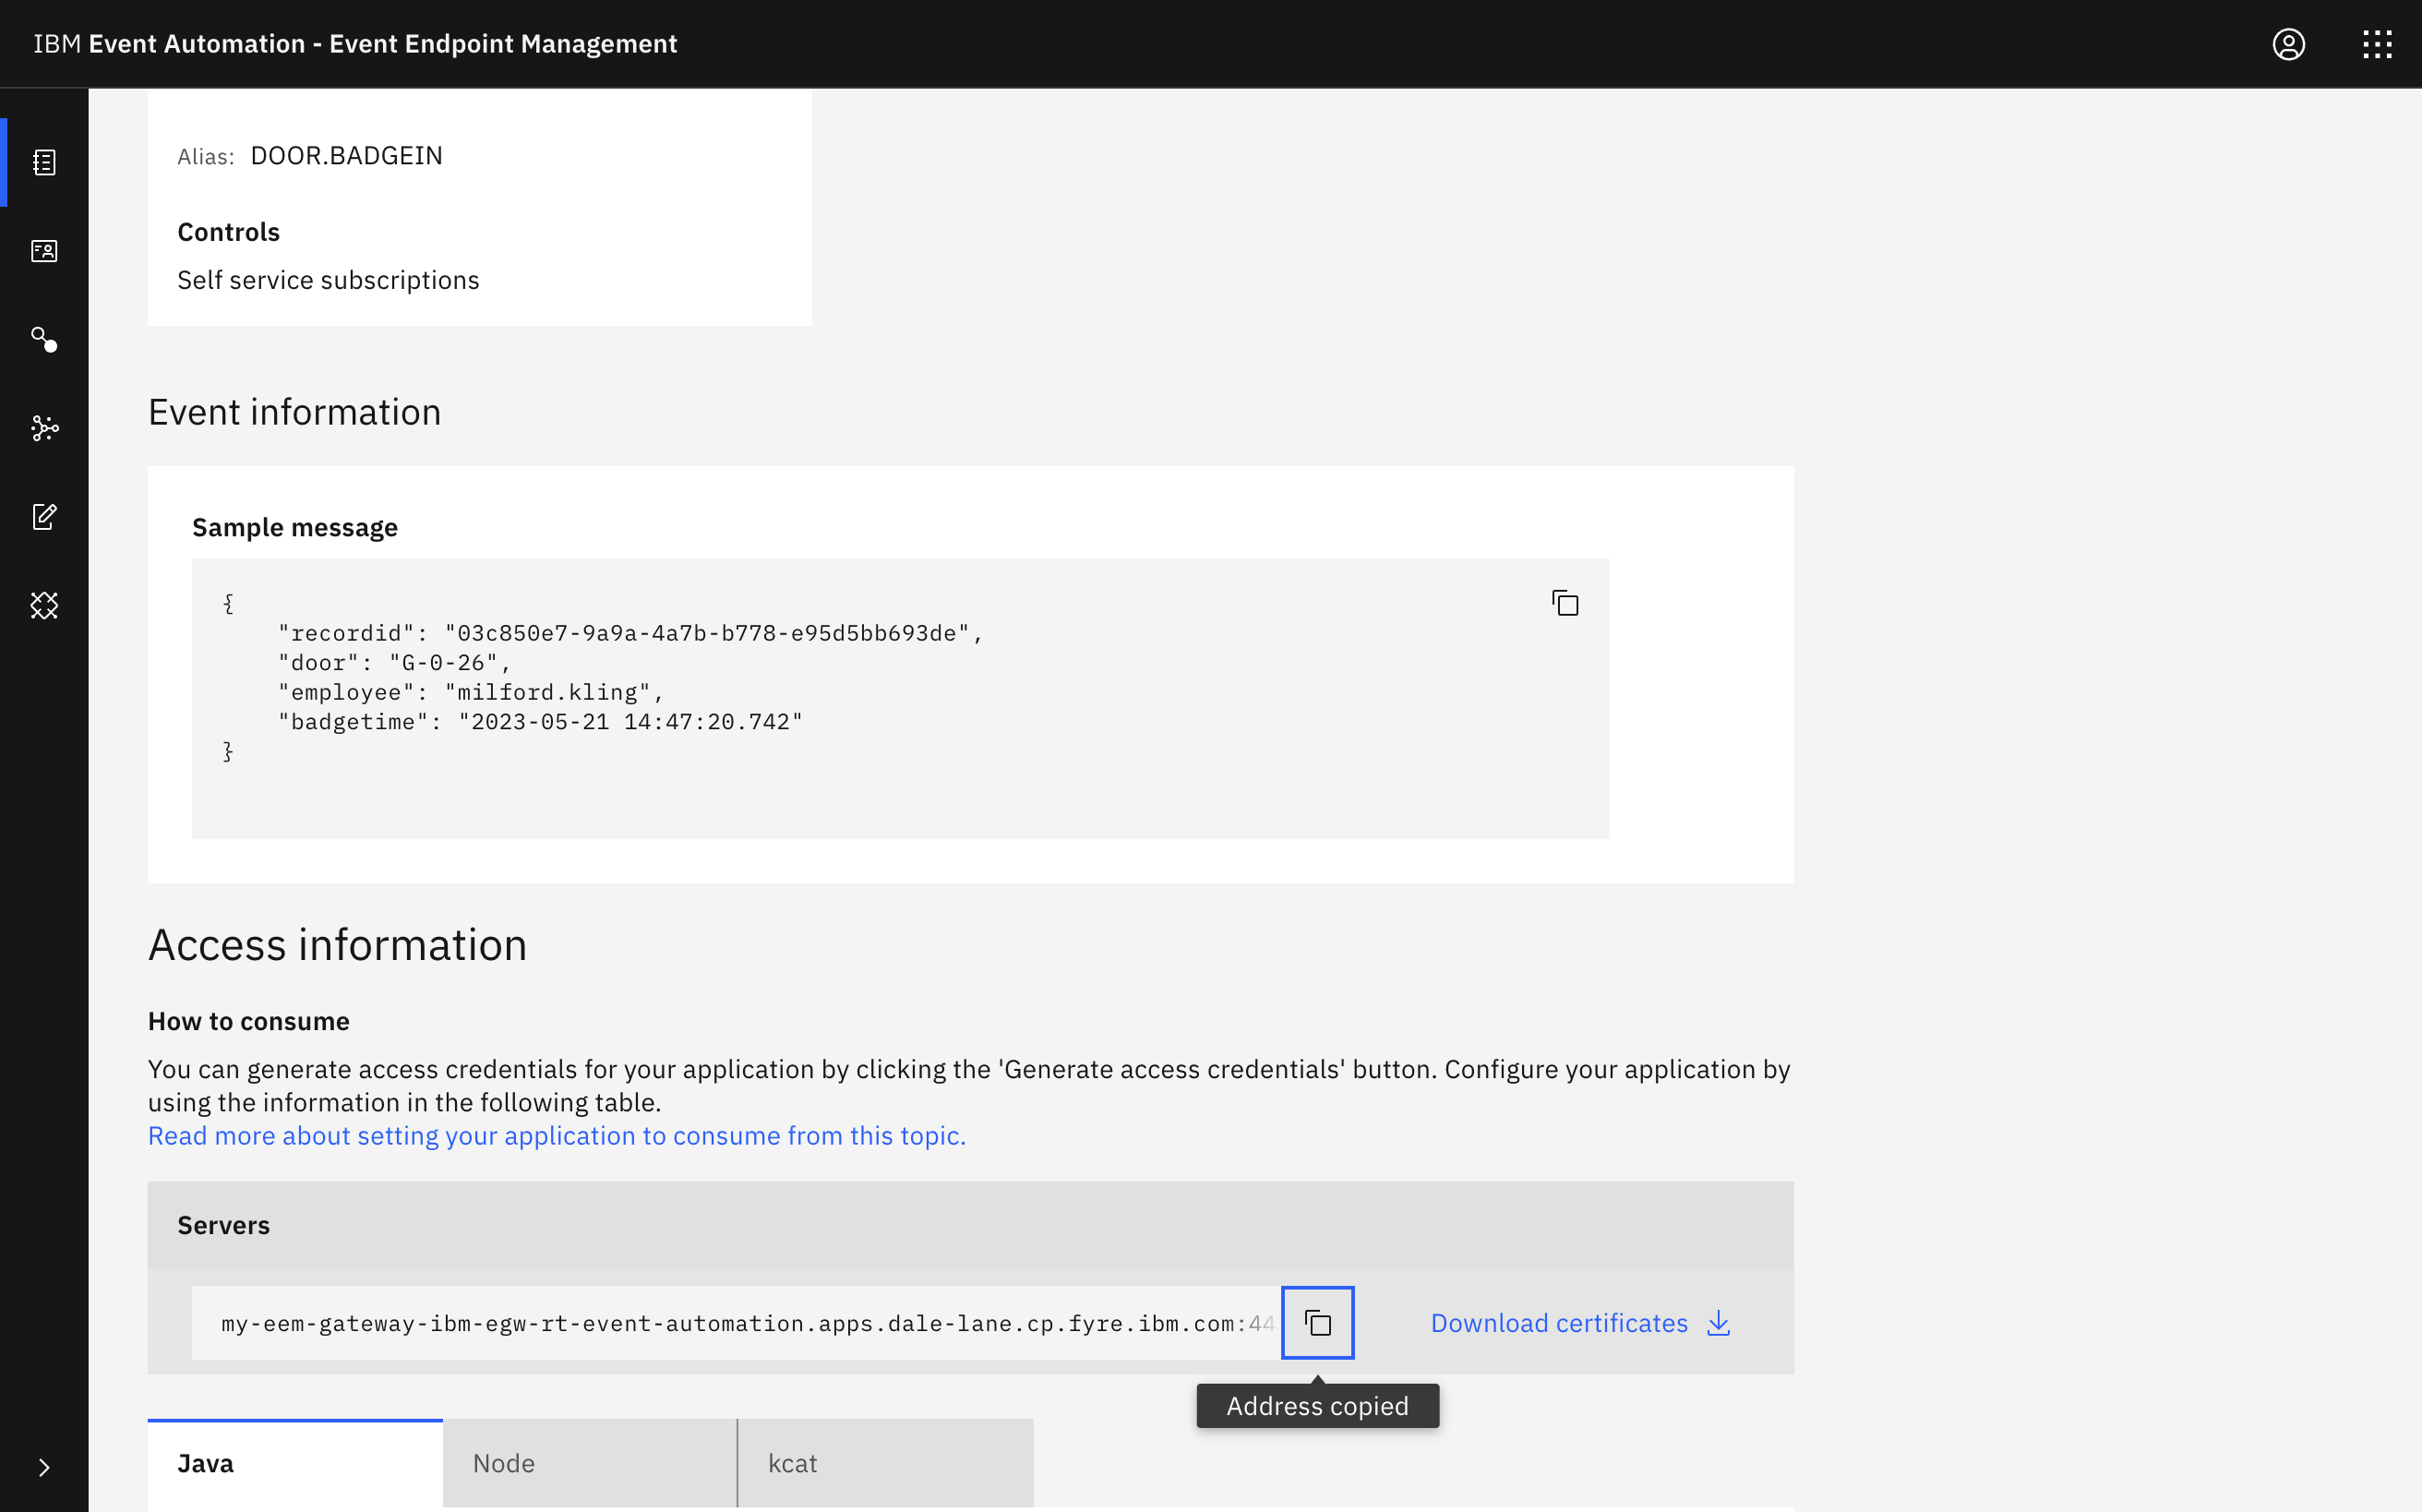 IBM Event Automation - Event Endpoint Management
Alias: DOOR.BADGEIN
Controls
Self service subscriptions
Event information
Sample message
{
"recordid": "03c850e7-9a9a-4a7b-b778-e95d5bb693de",
"door": "G-0-26",
"employee": "milford.kling",
"badgetime": "2023-05-21 14:47:20.742"
}
Access information
How to consume
You can generate access credentials for your application by clicking the 'Generate access credentials' button. Configure your application by
using the information in the following table.
Read more about setting your application to consume from this topic.
Servers
my-eem-gateway-ibm-egw-rt-event-automation.apps.dale-lane.cp.fyre.ibm.com:44
Download certificates
Address copied
Java
Node
kcat